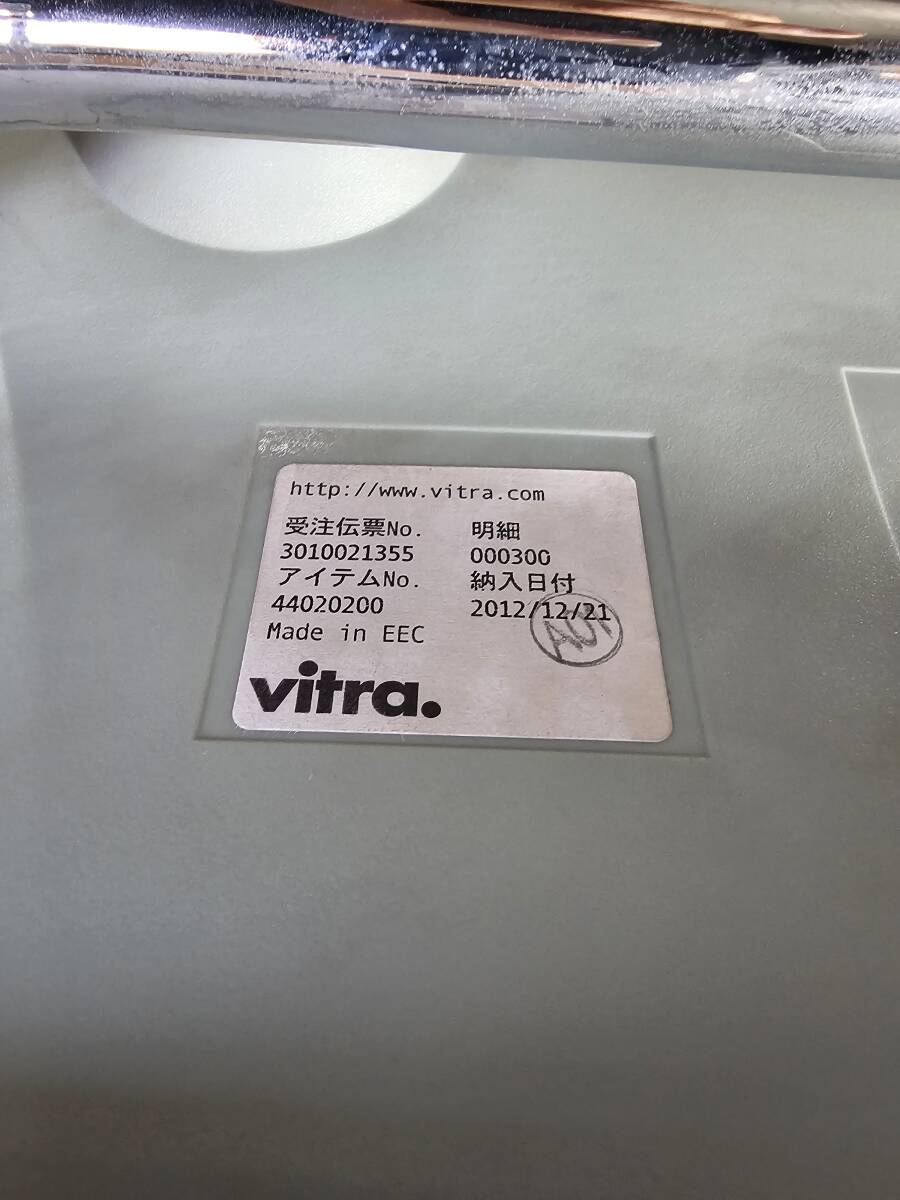 http://www.vitra.com
受注伝票No. 明細
3010021355 000300
アイテムNo. 納入日付
44020200 2012/12/21
Made in EEC
vitra.